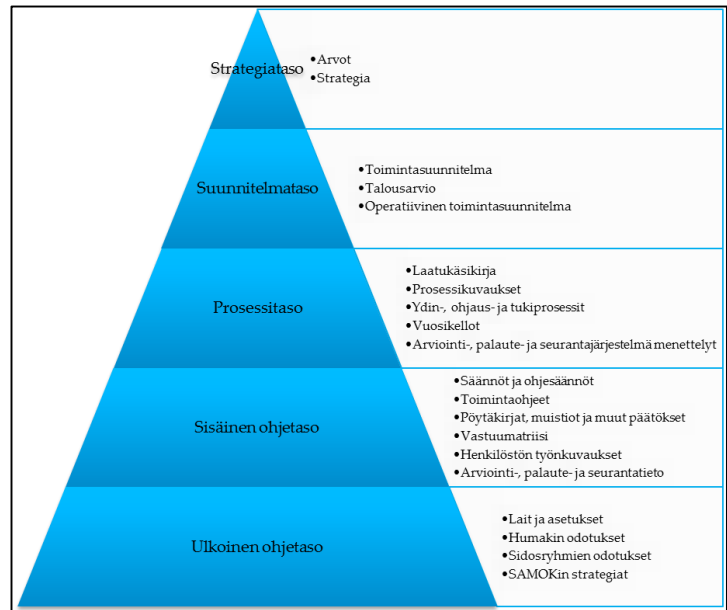 Strategiataso
•Arvot
•Strategia
Suunnitelmataso
•Toimintasuunnitelma
•Talousarvio
•Operatiivinen toimintasuunnitelma
Prosessitaso
•Laatukäsikirja
•Prosessikuvaukset
•Ydin-, ohjaus- ja tukiprosessit
•Vuosikellot
•Arviointi-, palaute- ja seurantajärjestelmä menettelyt
Sisäinen ohjetaso
•Säännöt ja ohjesäännöt
•Toimintaohjeet
•Pöytäkirjat, muistiot ja muut päätökset
•Vastuumatriisi
•Henkilöstön työnkuvaukset
•Arviointi-, palaute- ja seurantatieto
Ulkoinen ohjetaso
•Lait ja asetukset
•Humakin odotukset
•Sidosryhmien odotukset
•SAMOKin strategiat